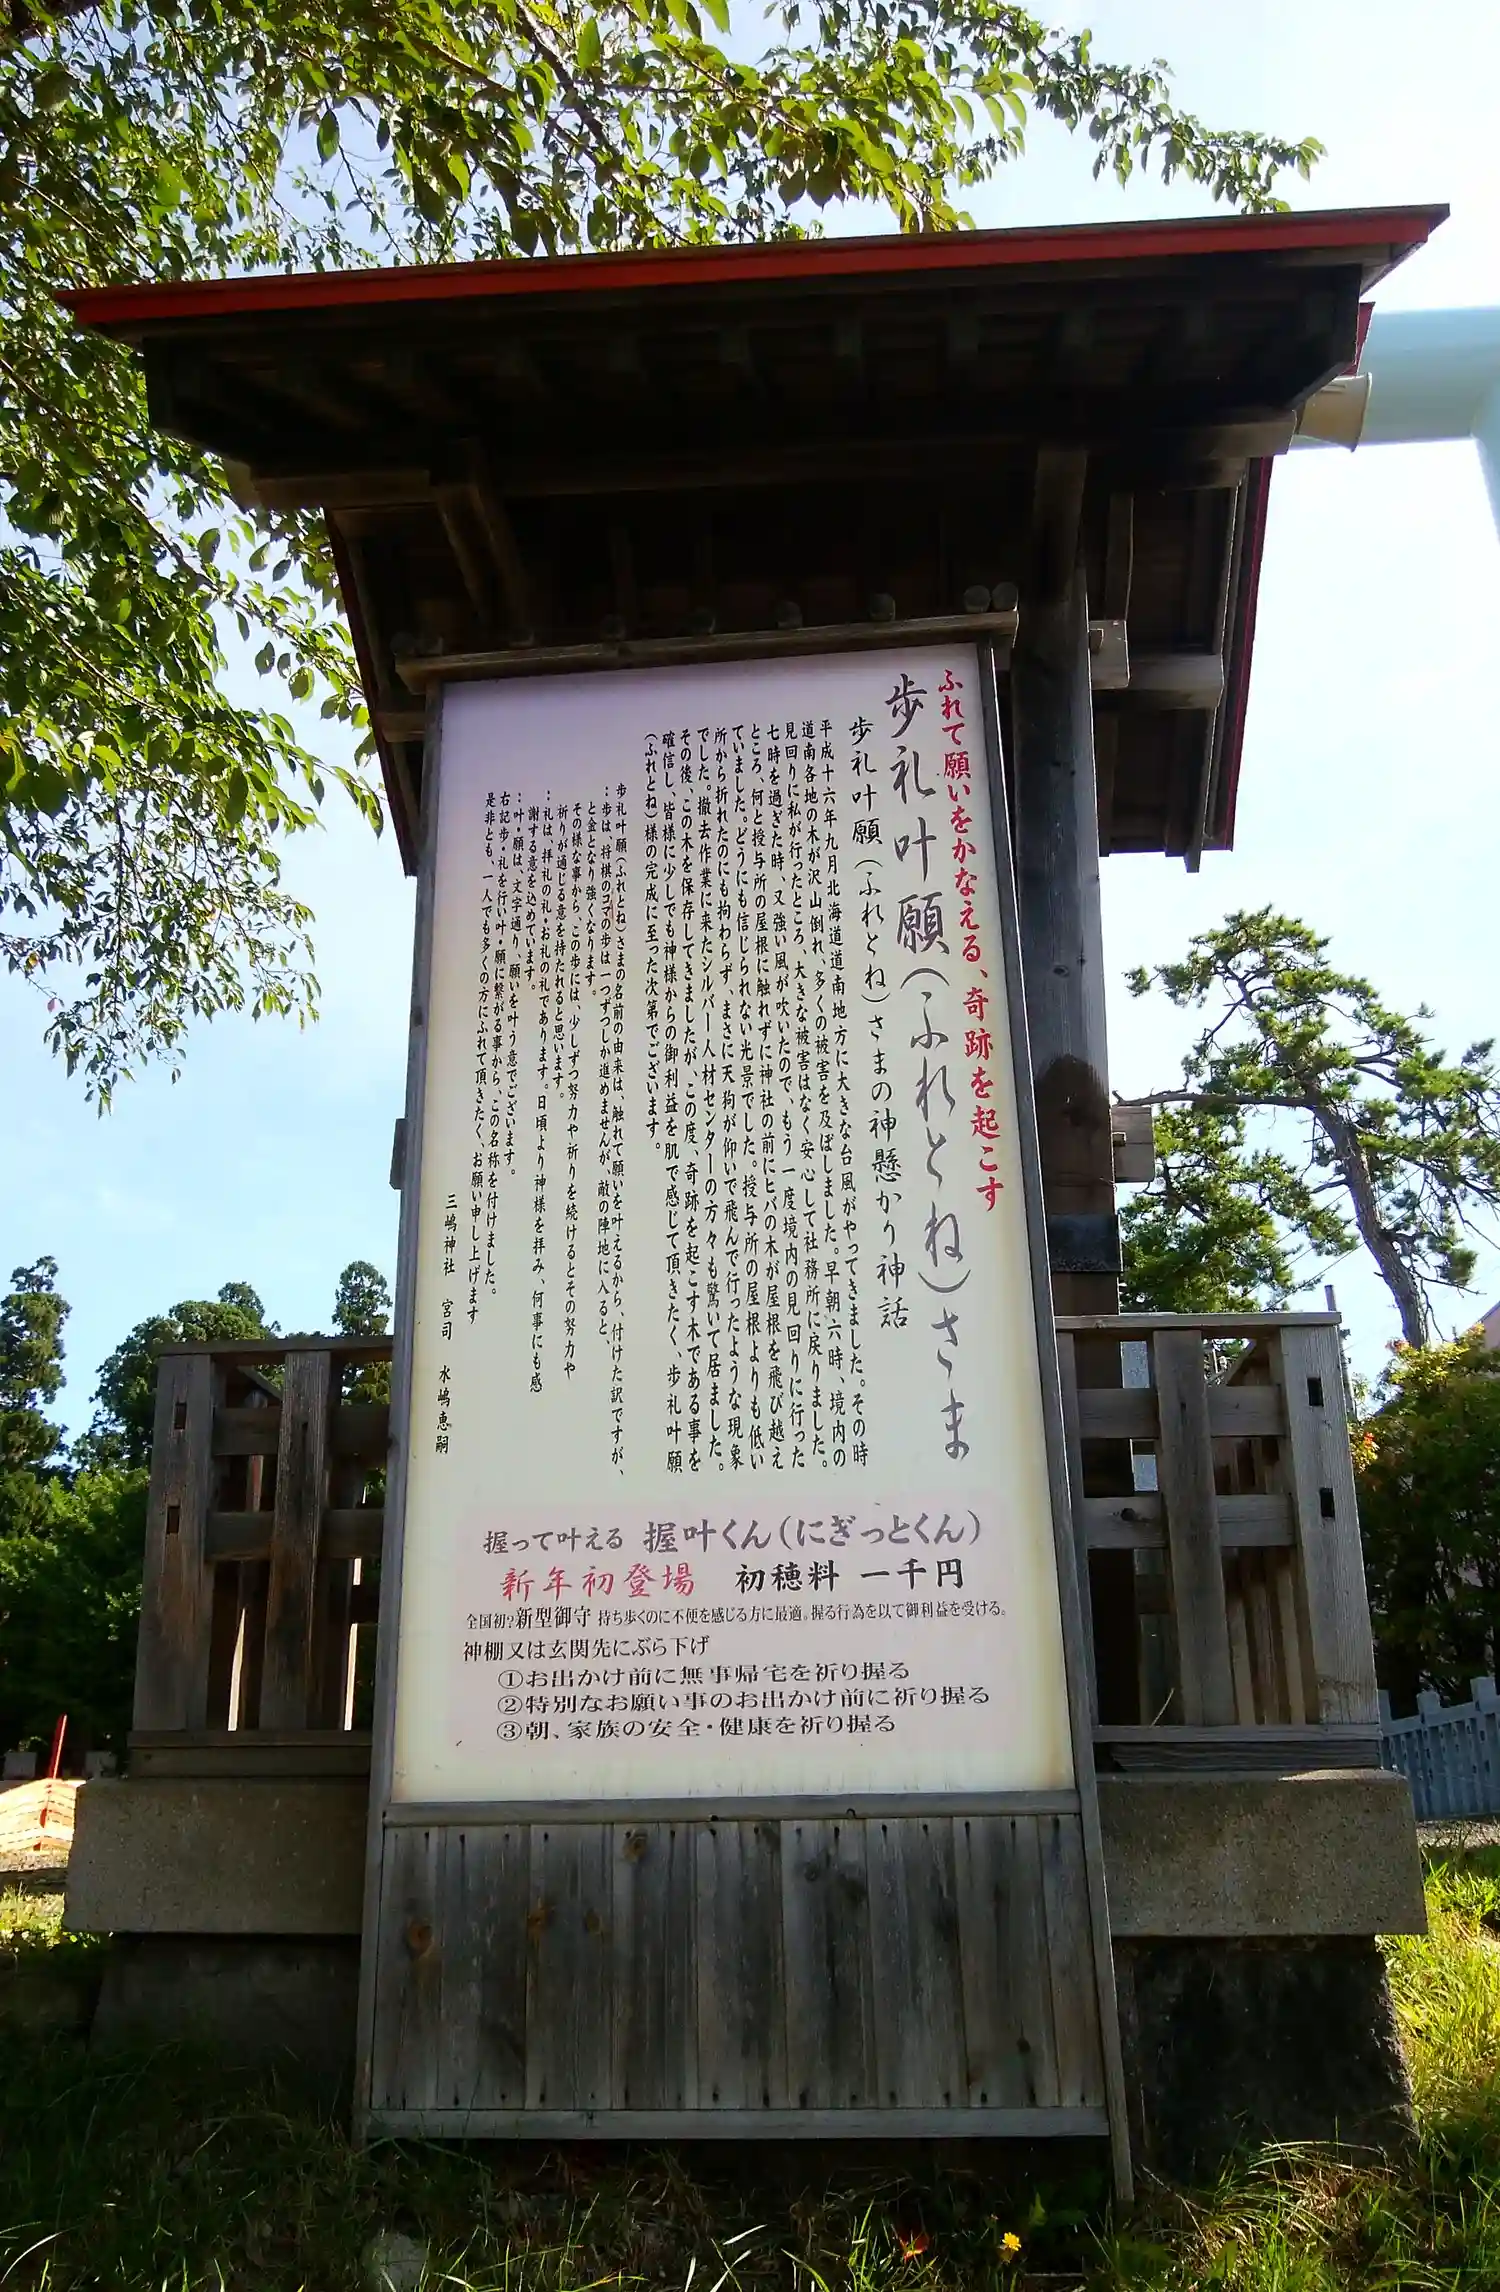 ふれて願いをかなえる、奇跡を起こす
歩礼叶願(ふれとね)さま
歩礼叶願(ふれとね)さまの神懸かり神話
平成十六年九月北海道道南地方に大きな台風がやってきました。その時
道南各地の木が沢山倒れ、多くの被害を及ぼしました。早朝六時、境内の
見回りに私が行ったところ、大きな被害はなく安心して社務所に戻りました。
七時を過ぎた時、又強い風が吹いたので、もう一度境内の見回りに行った
ところ、何と授与所の屋根に触れずに神社の前にヒバの木が屋根を飛び越え
ていました。どうにも信じられない光景でした。授与所の屋根よりも低い
所から折れたのにも拘わらず、まさに天狗が仰いで飛んで行ったような現象
でした。撤去作業に来たシルバー人材センターの方々も驚いて居ました。
その後、この木を保存してきましたが、この度、奇跡を起こす木である事を
確信し、皆様に少しでも神様からの御利益を肌で感じて頂きたく、歩礼叶願
(ふれとね)様の完成に至った次第でございます。
歩礼叶願(ふれとね)さまの名前の由来は、触れて願いを叶えるから、付けた訳ですが、
:歩は、将棋のコマの歩は一つずつしか進めませんが、敵の陣地に入ると
と金となり強くなります。
その様な事から、この歩には、少しずつ努力や祈りを続けるとその努力や
祈りが通じる意を持たれると思います。
:礼は、拝礼の礼・お礼の礼であります。日頃より神様を拝み、何事にも感
謝する意を込めています。
:叶・願は、文字通り、願いを叶う意でございます。
右記歩・礼を行い叶・願に繋がる事から、この名称を付けました。
是非とも、一人でも多くの方にふれて頂きたく、お願い申し上げます
三嶋神社 宮司 水嶋恵嗣
握って叶える 握叶くん(にぎっとくん)
新年初登場 初穂料 一千円
全国初?新型御守 持ち歩くのに不便を感じる方に最適。握る行為を以て御利益を受ける。
神棚又は玄関先にぶら下げ
①お出かけ前に無事帰宅を祈り握る
②特別なお願い事のお出かけ前に祈り握る
③朝、家族の安全・健康を祈り握る